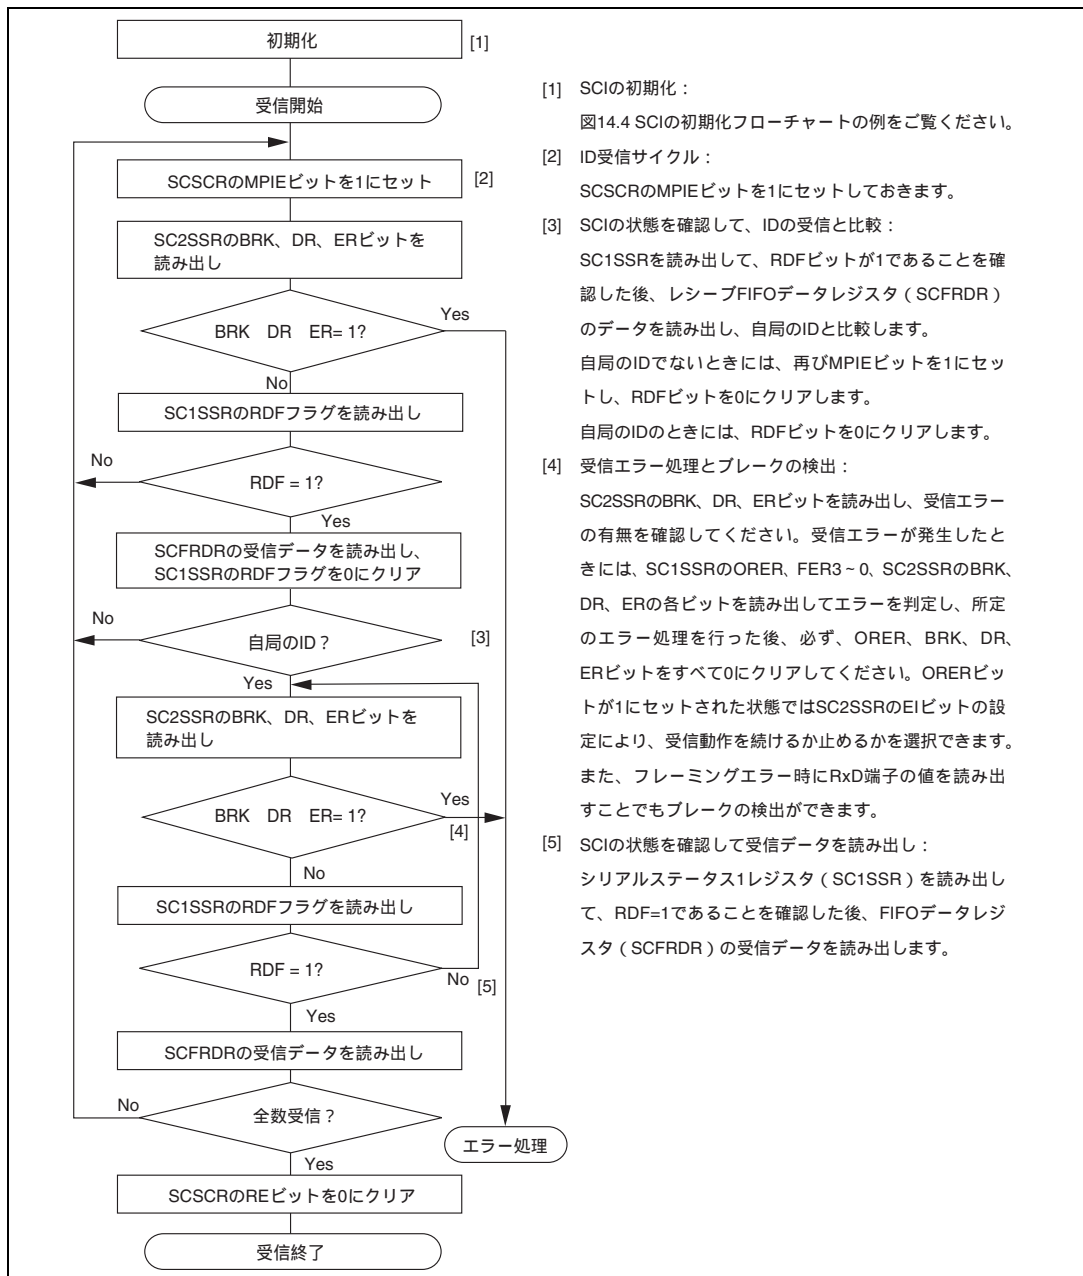 初期化
[1]
受信開始
SCSCRのMPIEビットを1にセット
[2]
SC2SSRのBRK、DR、ERビットを
読み出し
BRK DR ER= 1?
Yes
No
SC1SSRのRDFフラグを読み出し
No
RDF = 1?
Yes
SCFRDRの受信データを読み出し、
SC1SSRのRDFフラグを0にクリア
No
自局のID？
[3]
Yes
SC2SSRのBRK、DR、ERビットを
読み出し
BRK DR ER= 1?
Yes
[4]
No
SC1SSRのRDFフラグを読み出し
RDF = 1?
No
[5]
Yes
SCFRDRの受信データを読み出し
No
全数受信？
エラー処理
Yes
SCSCRのREビットを0にクリア
受信終了
[1] SCIの初期化：
図14.4 SCIの初期化フローチャートの例をご覧ください。
[2] ID受信サイクル：
SCSCRのMPIEビットを1にセットしておきます。
[3] SCIの状態を確認して、IDの受信と比較：
SC1SSRを読み出して、RDFビットが1であることを確
認した後、レシーブFIFOデータレジスタ（SCFRDR）
のデータを読み出し、自局のIDと比較します。
自局のIDでないときには、再びMPIEビットを1にセッ
トし、RDFビットを0にクリアします。
自局のIDのときには、RDFビットを0にクリアします。
[4] 受信エラー処理とブレークの検出：
SC2SSRのBRK、DR、ERビットを読み出し、受信エラー
の有無を確認してください。受信エラーが発生したと
きには、SC1SSRのORER、FER3～0、SC2SSRのBRK、
DR、ERの各ビットを読み出してエラーを判定し、所定
のエラー処理を行った後、必ず、ORER、BRK、DR、
ERビットをすべて0にクリアしてください。ORERビッ
トが1にセットされた状態ではSC2SSRのEIビットの設
定により、受信動作を続けるか止めるかを選択できます。
また、フレーミングエラー時にRxD端子の値を読み出
すことでもブレークの検出ができます。
[5] SCIの状態を確認して受信データを読み出し：
シリアルステータス1レジスタ（SC1SSR）を読み出し
て、RDF=1であることを確認した後、FIFOデータレジ
スタ（SCFRDR）の受信データを読み出します。